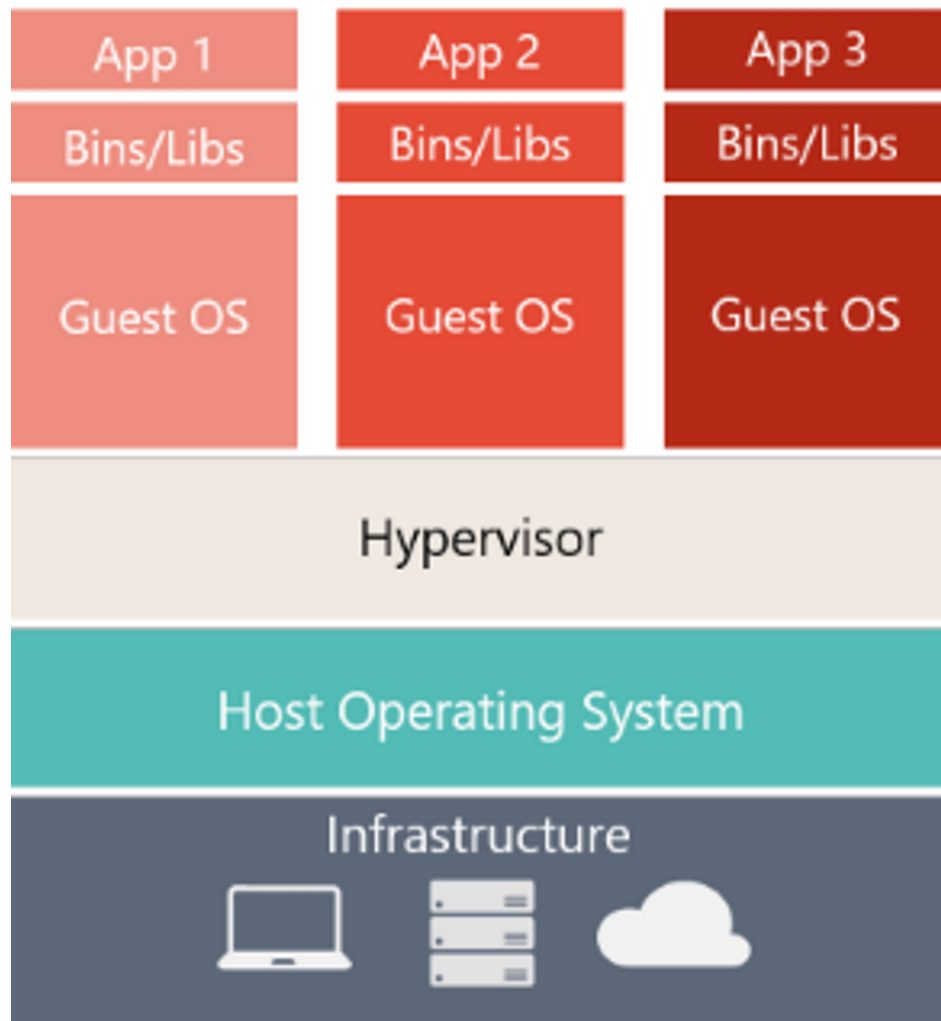 App 1
App 2
App 3
Bins/Libs
Bins/Libs
Bins/Libs
Guest OS
Guest OS
Guest OS
Hypervisor
Host Operating System
Infrastructure